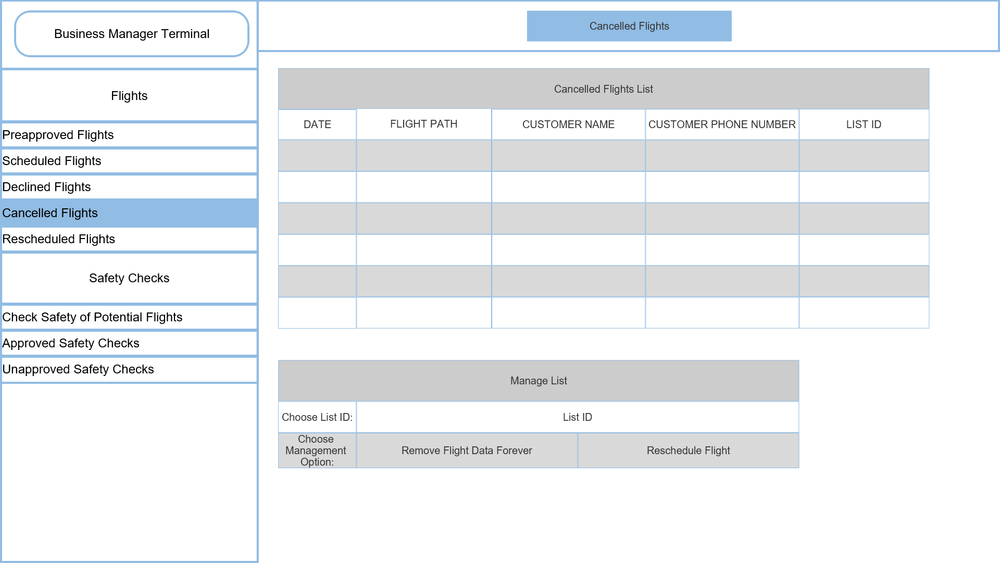 Business Manager Terminal
Cancelled Flights
Flights
Preapproved Flights
Scheduled Flights
Declined Flights
Cancelled Flights
Rescheduled Flights
Safety Checks
Check Safety of Potential Flights
Approved Safety Checks
Unapproved Safety Checks
Cancelled Flights List
DATE FLIGHT PATH CUSTOMER NAME CUSTOMER PHONE NUMBER LIST ID
Manage List
Choose List ID: List ID
Choose
Management
Option:
Remove Flight Data Forever Reschedule Flight